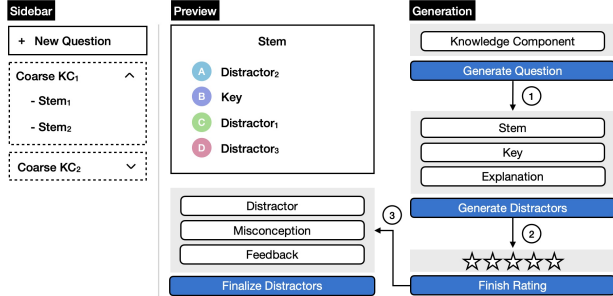 Sidebar
+ New Question
Coarse KC₁
- Stem₁
- Stem₂
Coarse KC₂
Preview
Stem
A Distractor₂
B Key
C Distractor₁
D Distractor₃
Distractor
Misconception
Feedback
Finalize Distractors
Generation
Knowledge Component
Generate Question
1
Stem
Key
Explanation
Generate Distractors
2
3
Finish Rating